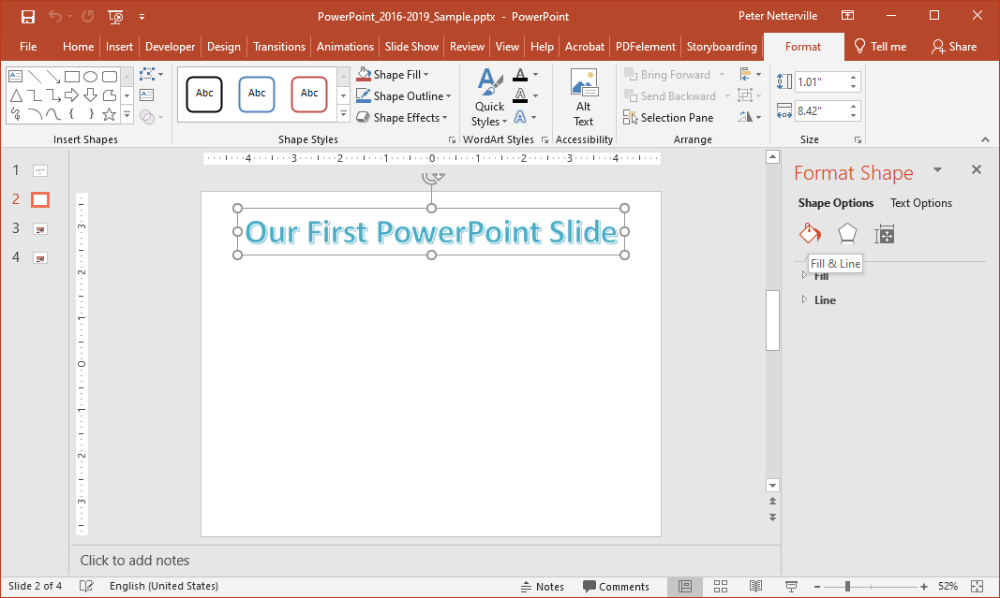 PowerPoint_2016-2019_Sample.pptx - PowerPoint
Peter Netterville
File Home Insert Developer Design Transitions Animations Slide Show Review View Help Acrobat PDFelement Storyboarding Format Tell me Share
Abc Abc Abc
Shape Fill
Shape Outline
Shape Effects
Quick
Styles
A
A
A
Alt
Text
Bring Forward
Send Backward
Selection Pane
1.01"
8.42"
Insert Shapes Shape Styles WordArt Styles Accessibility Arrange Size
4 3 2 1 0 1 2 3 4
1
2
3
4
3
2
1
0
1
2
3
Our First PowerPoint Slide
Format Shape
Shape Options Text Options
Fill & Line
Fill
Line
Click to add notes
Slide 2 of 4 English (United States) Notes Comments 52%